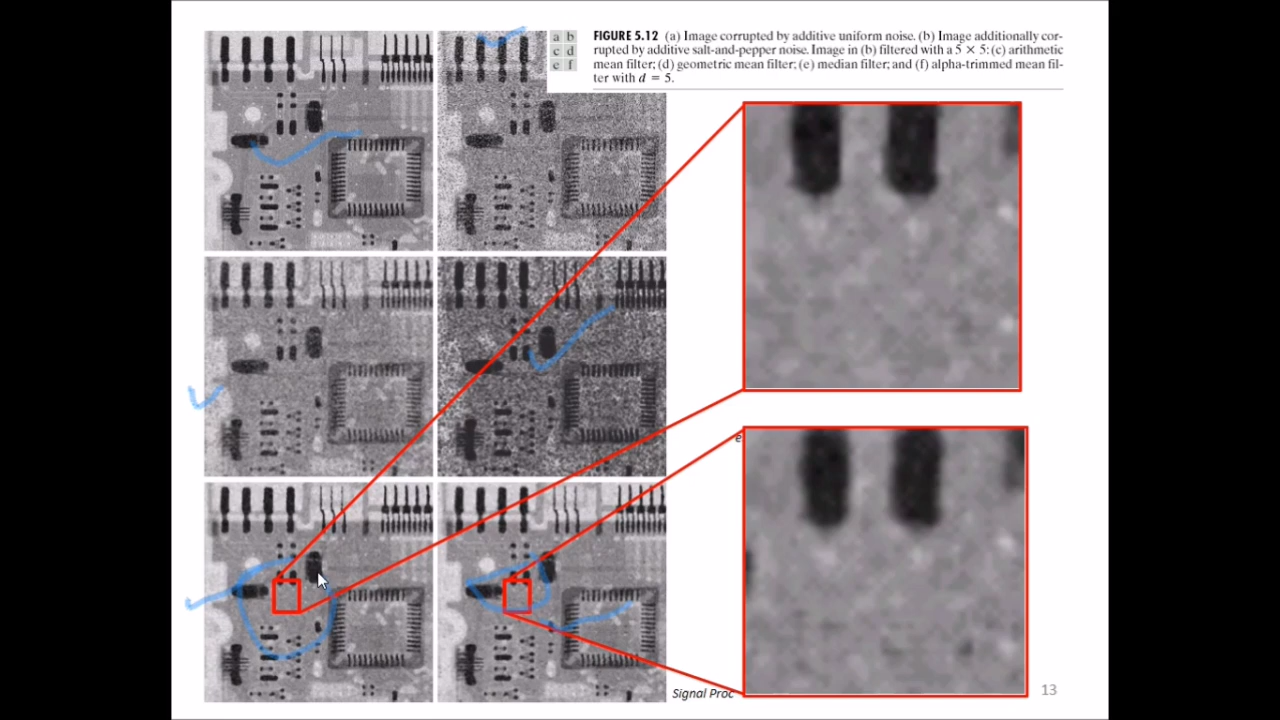 a b
c d
e f
FIGURE 5.12 (a) Image corrupted by additive uniform noise. (b) Image additionally cor-
rupted by additive salt-and-pepper noise. Image in (b) filtered with a 5 × 5: (c) arithmetic
mean filter; (d) geometric mean filter; (e) median filter; and (f) alpha-trimmed mean fil-
ter with d = 5.
e
Signal Proc
13